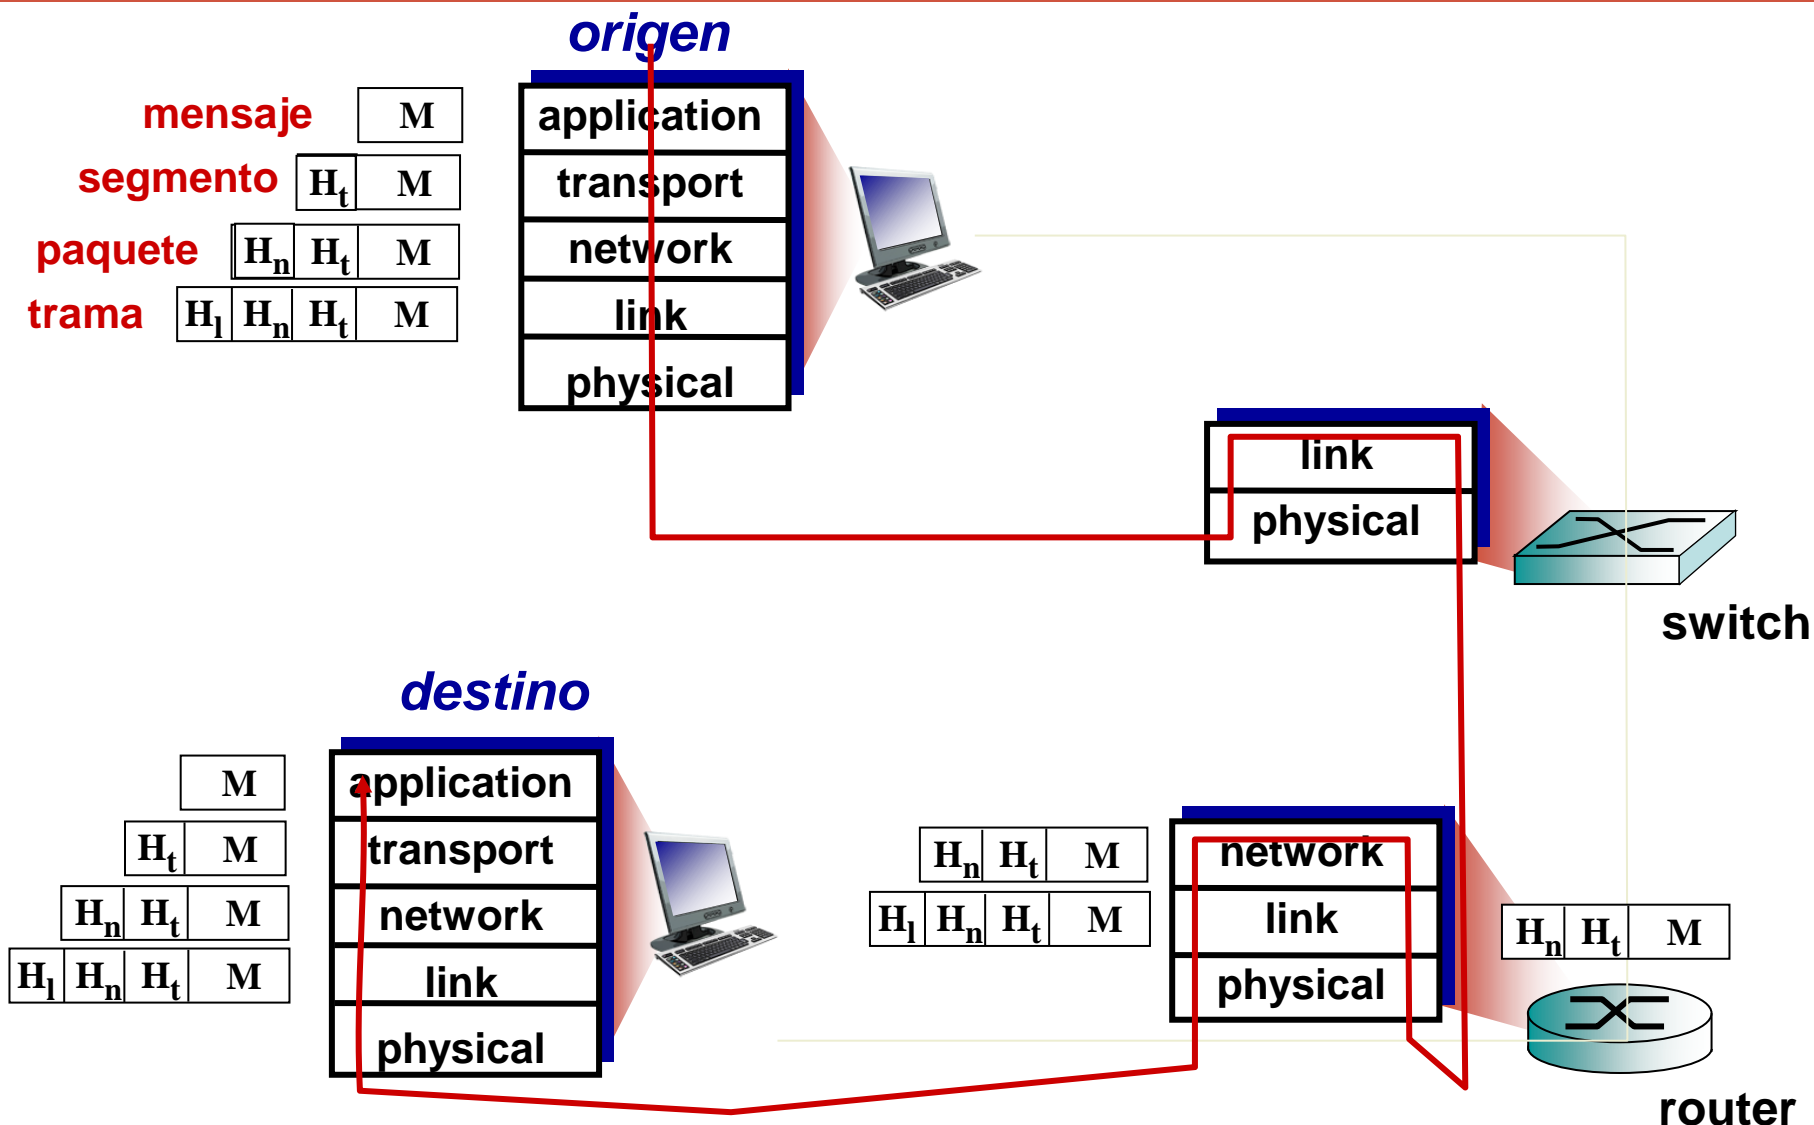 origen
mensaje M
application
segmento Ht M
transport
paquete Hn Ht M
network
trama Hl Hn Ht M
link
physical
link
physical
switch
destino
M
application
Ht M
transport
Hn Ht M
network
Hl Hn Ht M
link
physical
Hn Ht M
network
Hl Hn Ht M
link
physical
Hn Ht M
router